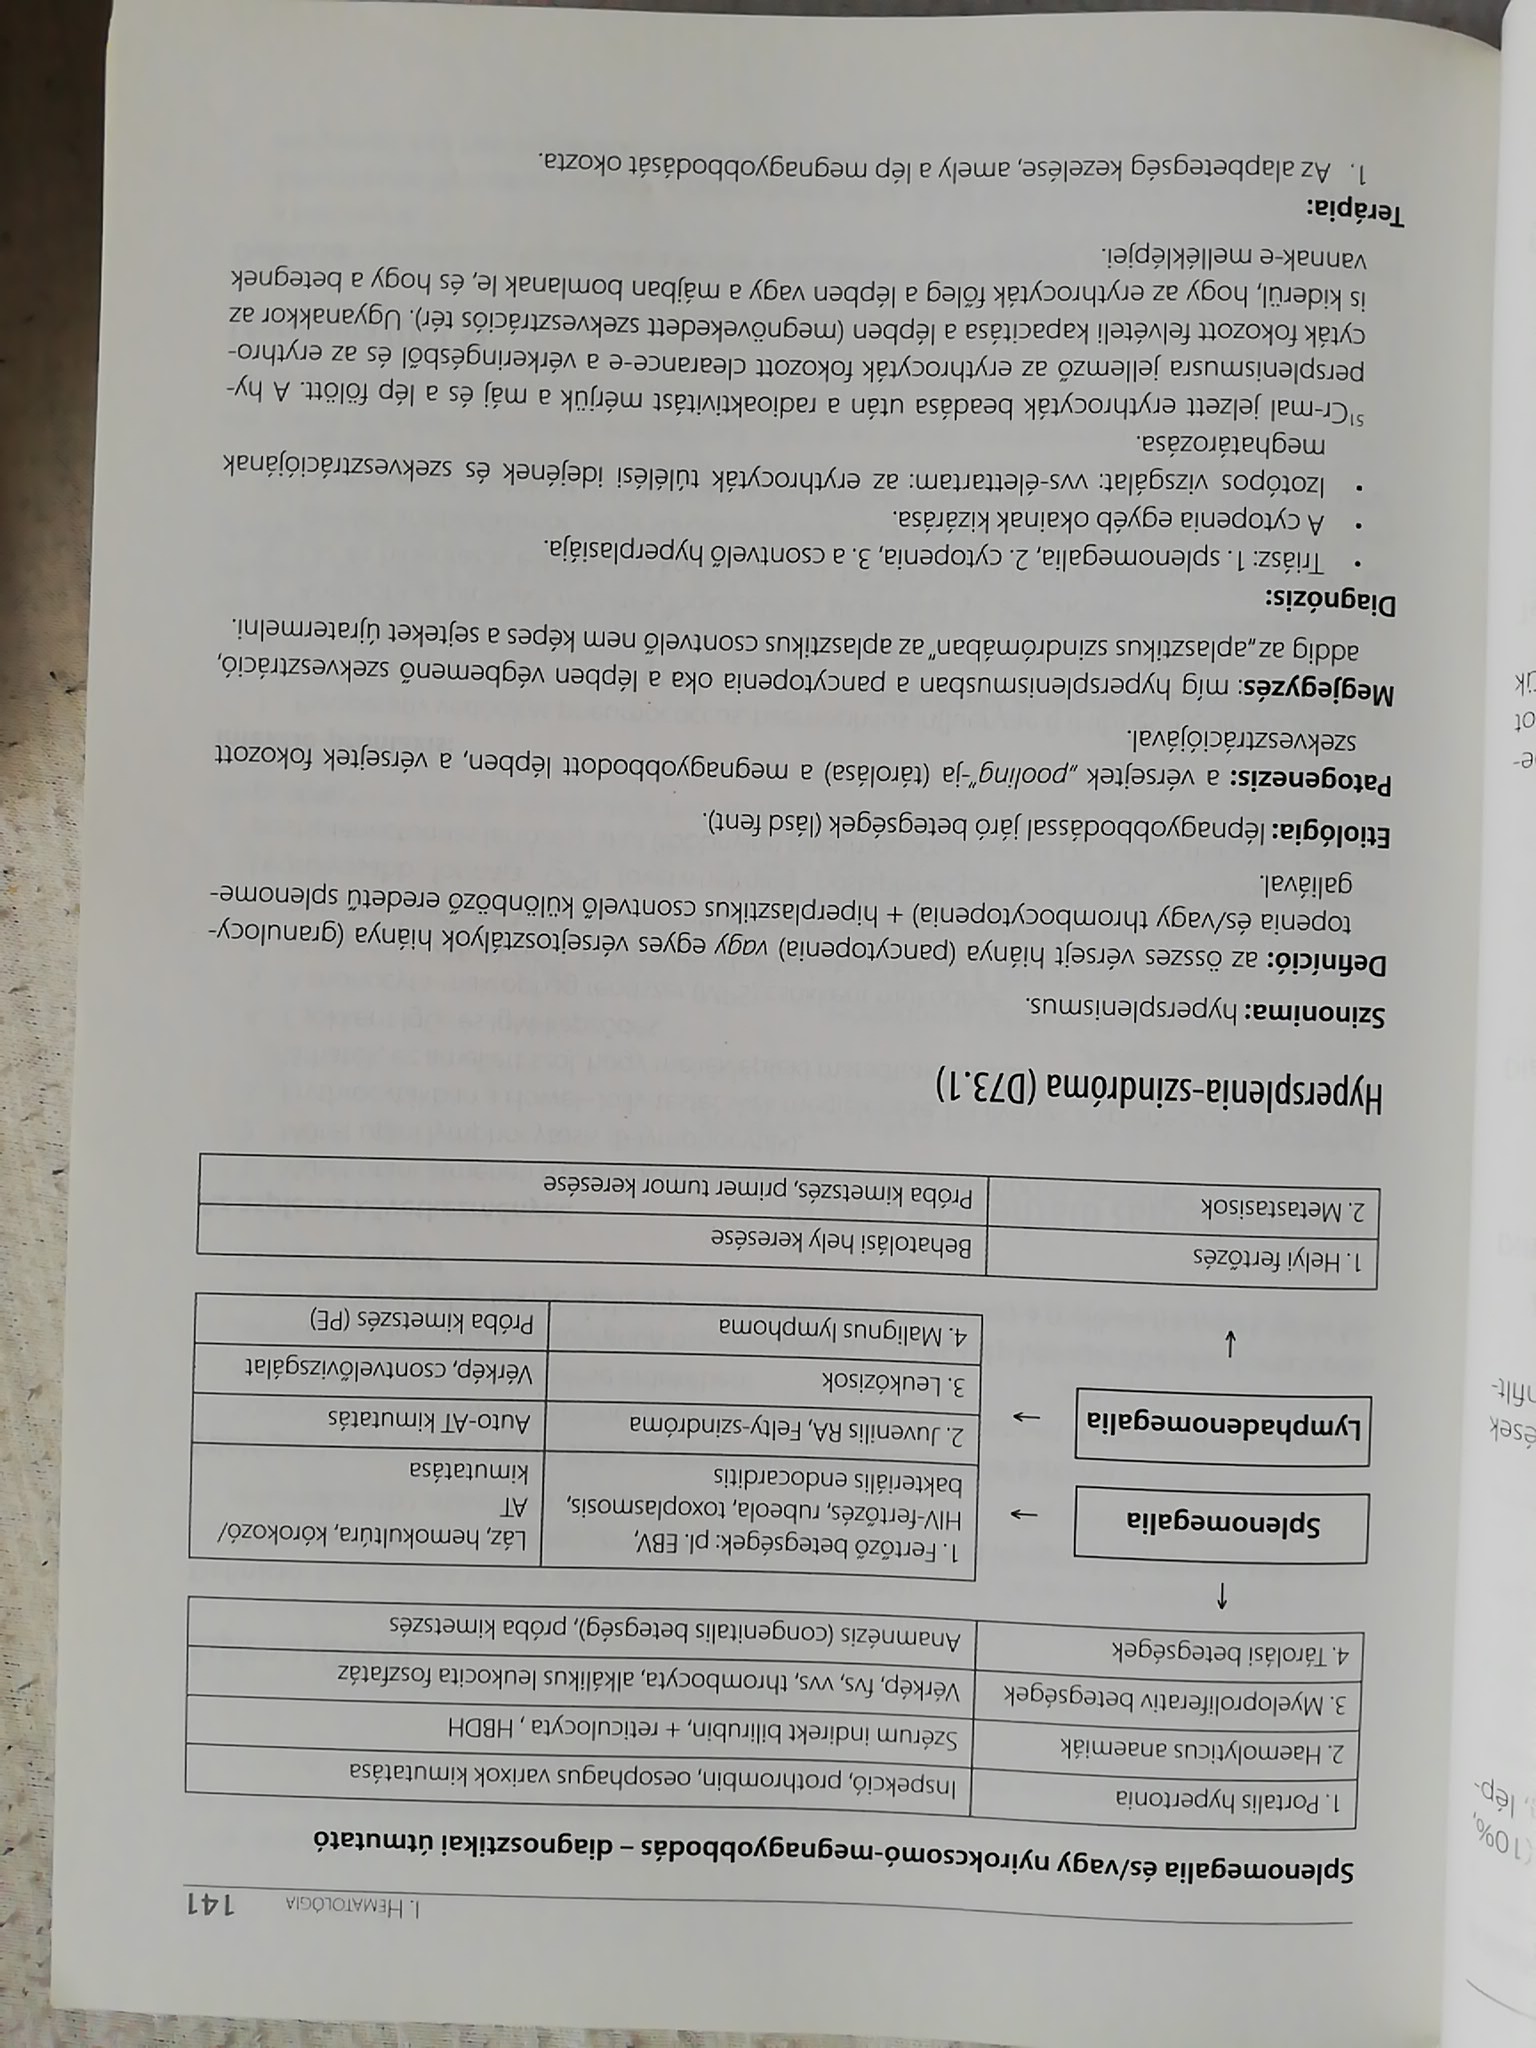 I. HEMATOLÓGIA 141
Splenomegalia és/vagy nyirokcsomó-megnagyobbodás – diagnosztikai útmutató
1. Portalis hypertonia Inspekció, prothrombin, oesophagus varixok kimutatása
2. Haemolyticus anaemiák Szérum indirekt bilirubin, + reticulocyta , HBDH
3. Myeloproliferatív betegségek Vérkép, fvs, vvs, thrombocyta, alkálikus leukocita foszfatáz
4. Tárolási betegségek Anamnézis (congenitalis betegség), próba kimetszés
↑
Splenomegalia →
Lymphadenomegalia →
↓
1. Fertőző betegségek: pl. EBV, Láz, hemokultúra, kórokozó/
HIV-fertőzés, rubeola, toxoplasmosis, AT
bakteriális endocarditis kimutatása
2. Juvenilis RA, Felty-szindróma Auto-AT kimutatás
3. Leukózisok Vérkép, csontvelővizsgálat
4. Malignus lymphoma Próba kimetszés (PE)
1. Helyi fertőzés Behatolási hely keresése
2. Metastasisok Próba kimetszés, primer tumor keresése
Hypersplenia-szindróma (D73.1)
Szinonima: hypersplenismus.
Definíció: az összes vérsejt hiánya (pancytopenia) vagy egyes vérsejtosztályok hiánya (granulocy-
topenia és/vagy thrombocytopenia) + hiperplasztikus csontvelő különböző eredetű splenome-
galiával.
Etiológia: lépnagyobbodással járó betegségek (lásd fent).
Patogenezis: a vérsejtek „pooling”-ja (tárolása) a megnagyobbodott lépben, a vérsejtek fokozott
szekvesztrációjával.
Megjegyzés: míg hypersplenismusban a pancytopenia oka a lépben végbemenő szekvesztráció,
addig az „aplasztikus szindrómában” az aplasztikus csontvelő nem képes a sejteket újratermelni.
Diagnózis:
• Triász: 1. splenomegalia, 2. cytopenia, 3. a csontvelő hyperplasiája.
• A cytopenia egyéb okainak kizárása.
• Izotópos vizsgálat: vvs-élettartam: az erythrocyták túlélési idejének és szekvesztrációjának
meghatározása.
⁵¹Cr-mal jelzett erythrocyták beadása után a radioaktivitást mérjük a máj és a lép fölött. A hy-
persplenismusra jellemző az erythrocyták fokozott clearance-e a vérkeringésből és az erythro-
cyták fokozott felvételi kapacitása a lépben (megnövekedett szekvesztrációs tér). Ugyanakkor az
is kiderül, hogy az erythrocyták főleg a lépben vagy a májban bomlanak le, és hogy a betegnek
vannak-e melléklépjei.
Terápia:
1. Az alapbetegség kezelése, amely a lép megnagyobbodását okozta.